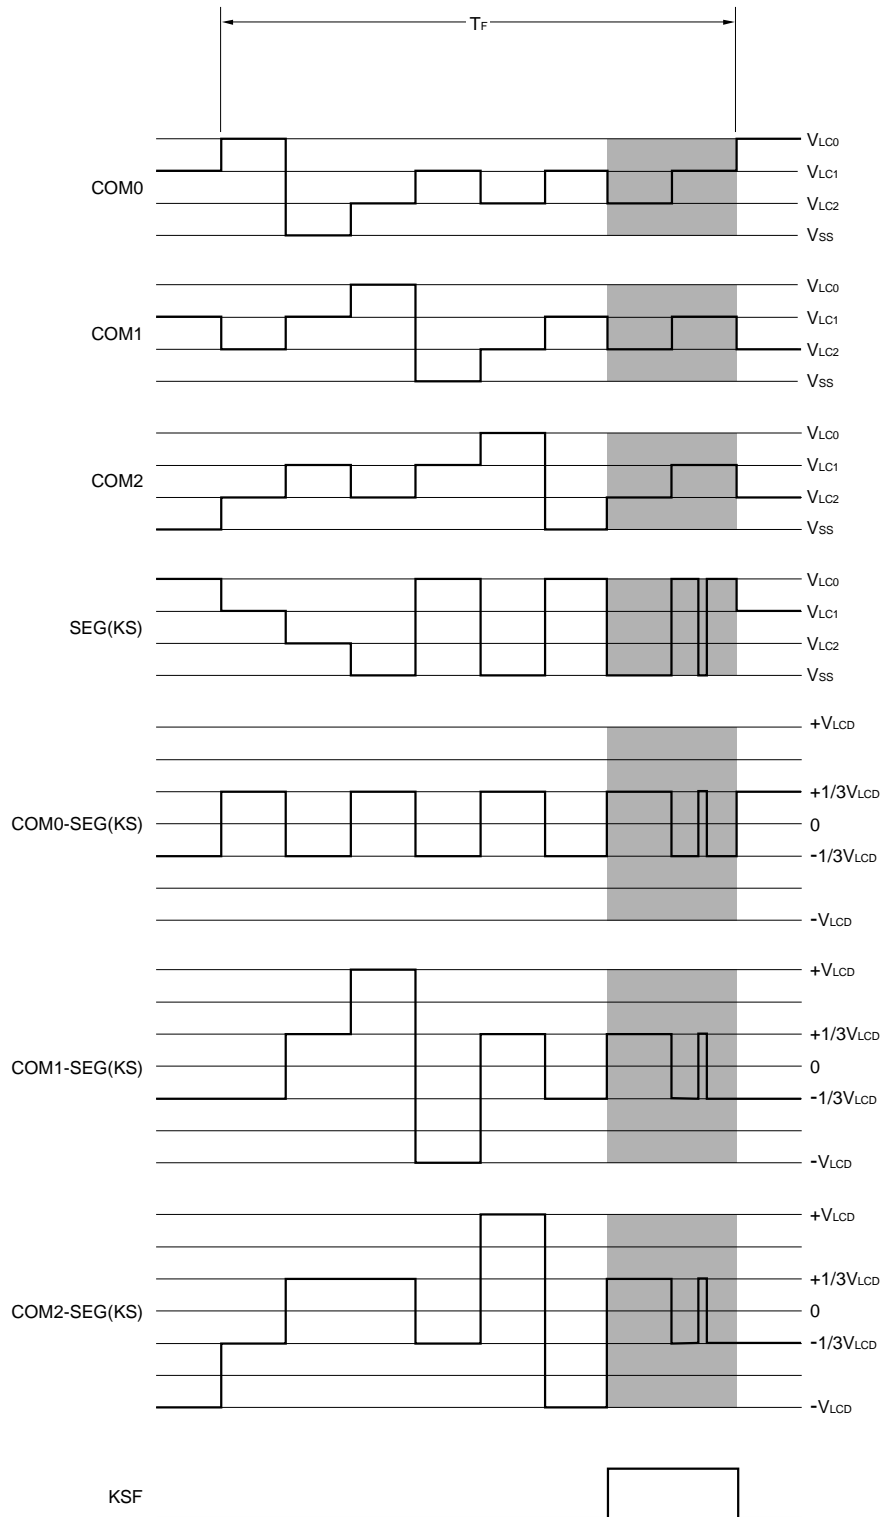 TF
COM0
VLC0
VLC1
VLC2
VSS
COM1
VLC0
VLC1
VLC2
VSS
COM2
VLC0
VLC1
VLC2
VSS
SEG(KS)
VLC0
VLC1
VLC2
VSS
COM0-SEG(KS)
+VLCD
+1/3VLCD
0
-1/3VLCD
-VLCD
COM1-SEG(KS)
+VLCD
+1/3VLCD
0
-1/3VLCD
-VLCD
COM2-SEG(KS)
+VLCD
+1/3VLCD
0
-1/3VLCD
-VLCD
KSF